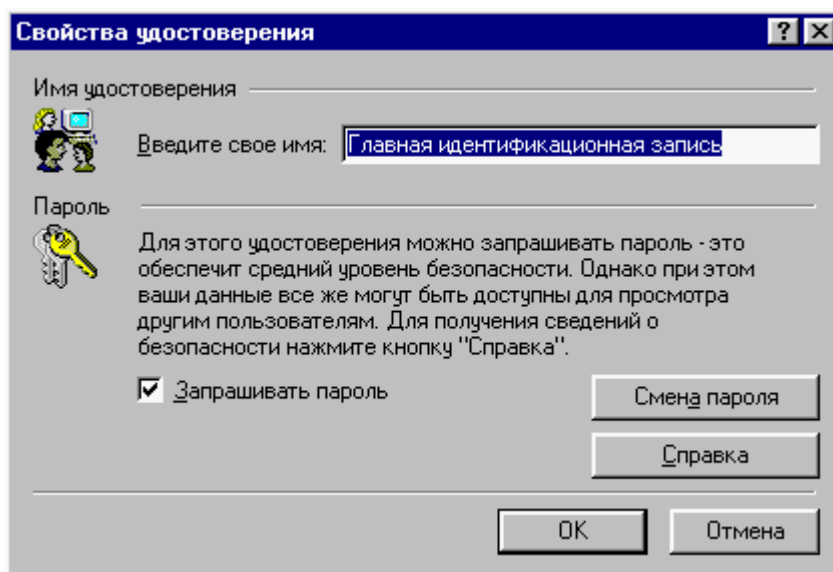 Свойства удостоверения
Имя удостоверения
Введите свое имя: Главная идентификационная запись
Пароль
Для этого удостоверения можно запрашивать пароль - это
обеспечит средний уровень безопасности. Однако при этом
ваши данные все же могут быть доступны для просмотра
другим пользователям. Для получения сведений о
безопасности нажмите кнопку "Справка".
Запрашивать пароль
Смена пароля
Справка
OK Отмена